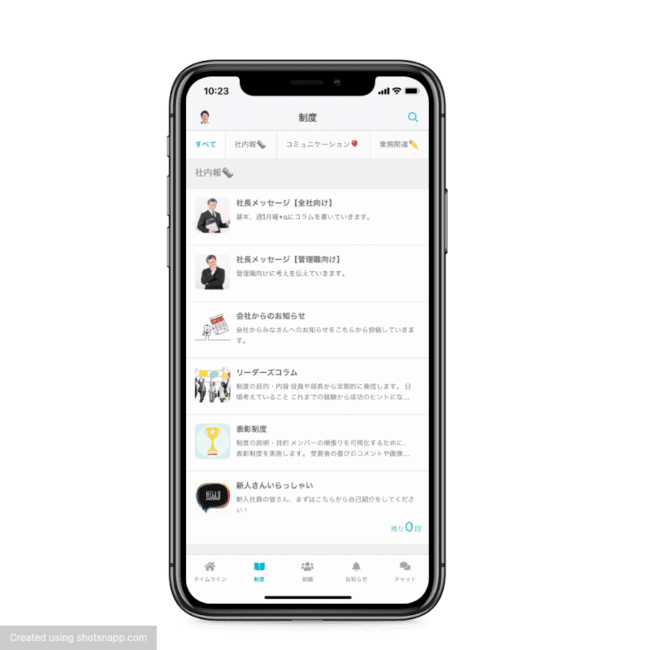 10:23
制度
すべて
社内報
コミュニケーション
業務関連
社内報
社長メッセージ【全社向け】
基本、週1月曜+αにコラムを書いていきます。
社長メッセージ【管理職向け】
管理職向けに考えを伝えていきます。
会社からのお知らせ
会社からみなさんへのお知らせをこちらから投稿していきま
す。
リーダーズコラム
制度の目的・内容 役員や部長から定期的に発信します。 日
頃考えていること これまでの経験から成功のヒントにな...
表彰制度
制度の説明・目的 メンバーの頑張りを可視化するために、
表彰制度を実施します。 受賞者の喜びのコメントや画像...
新人さんいらっしゃい
新入社員の皆さん、まずはこちらから自己紹介をしてくださ
い！
HELLO
残り0回
タイムライン
制度
組織
お知らせ
チャット
Created using shotsnapp.com